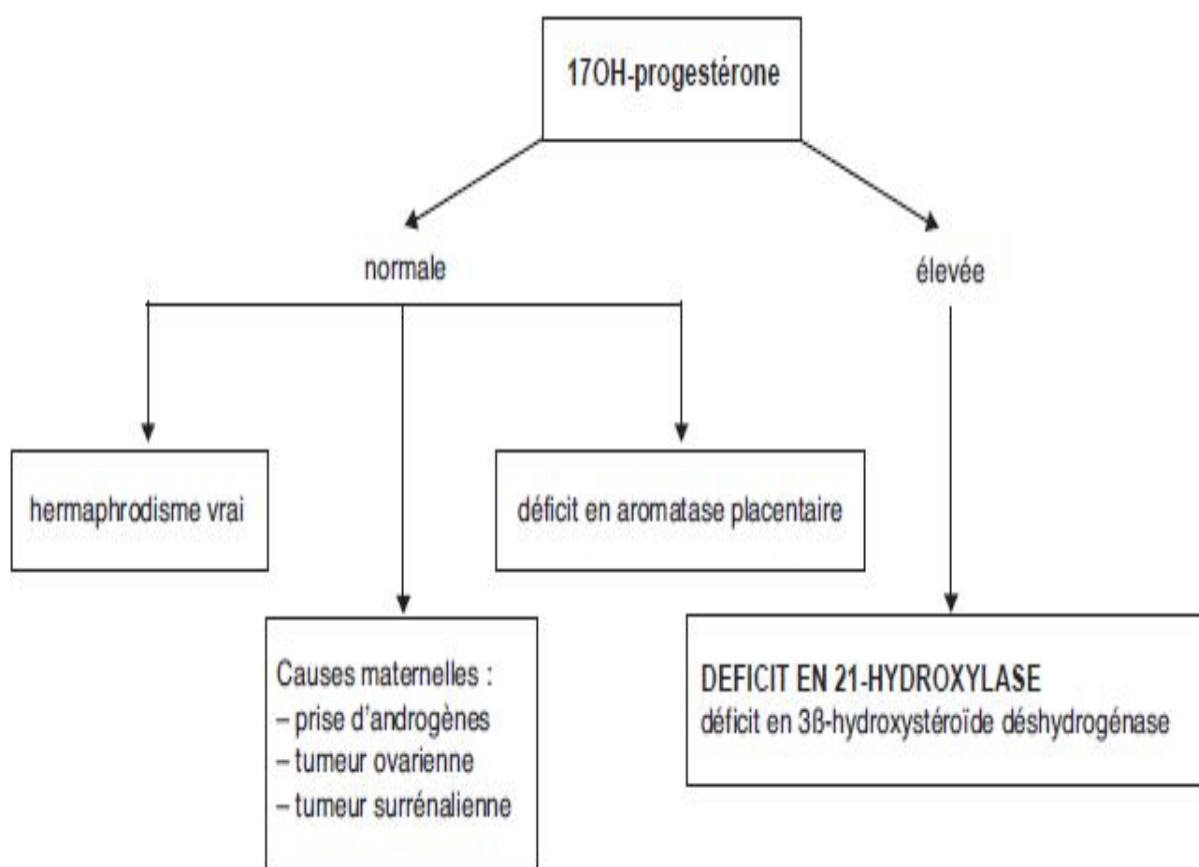 17OH-progestérone
normale
élevée
hermaphrodisme vrai
déficit en aromatase placentaire
Causes maternelles :
– prise d'androgènes
– tumeur ovarienne
– tumeur surrénalienne
DEFICIT EN 21-HYDROXYLASE
déficit en 3ß-hydroxystéroïde déshydrogénase